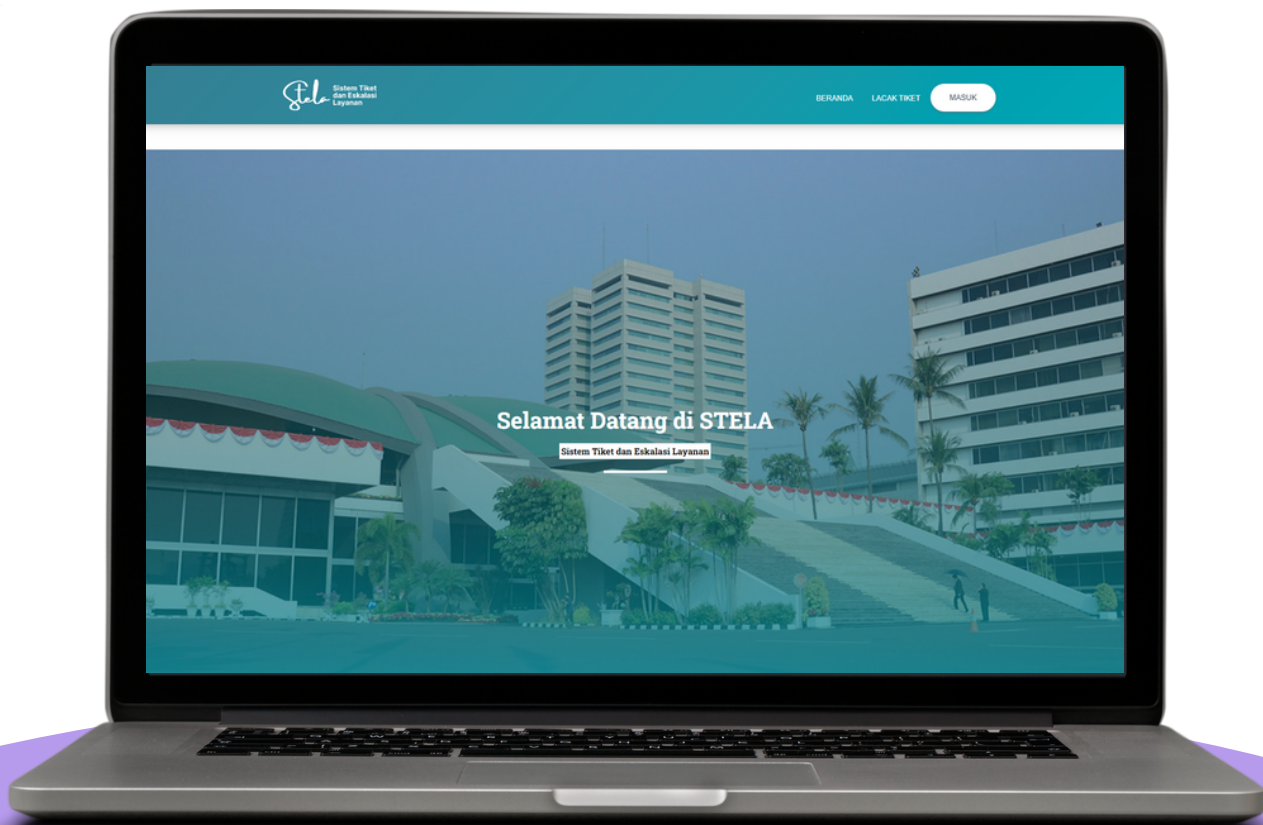 Stela
Sistem Tiket
dan Eskalasi
Layanan
BERANDA
LACAK TIKET
MASUK
Selamat Datang di STELA
Sistem Tiket dan Eskalasi Layanan